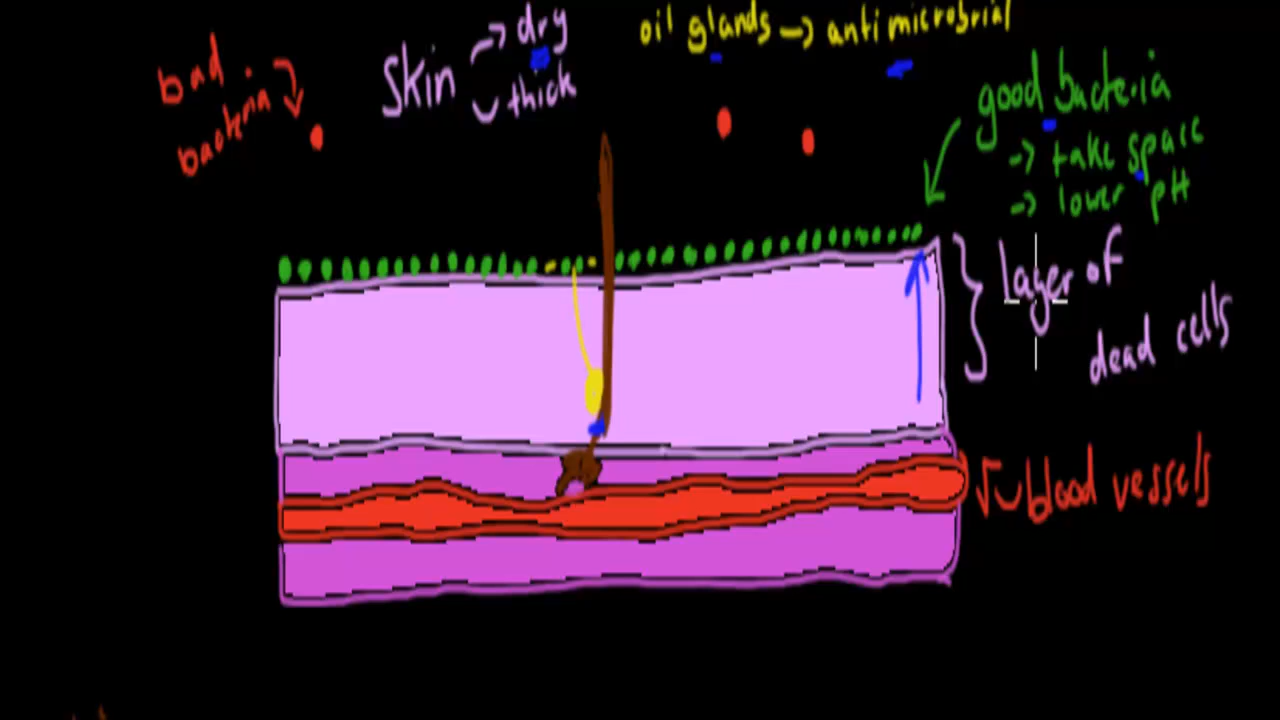 bad
bacteria
Skin → dry
thick
oil glands → antimicrobial
good bacteria
→ take space
→ lower pH
layer of
dead cells
blood vessels